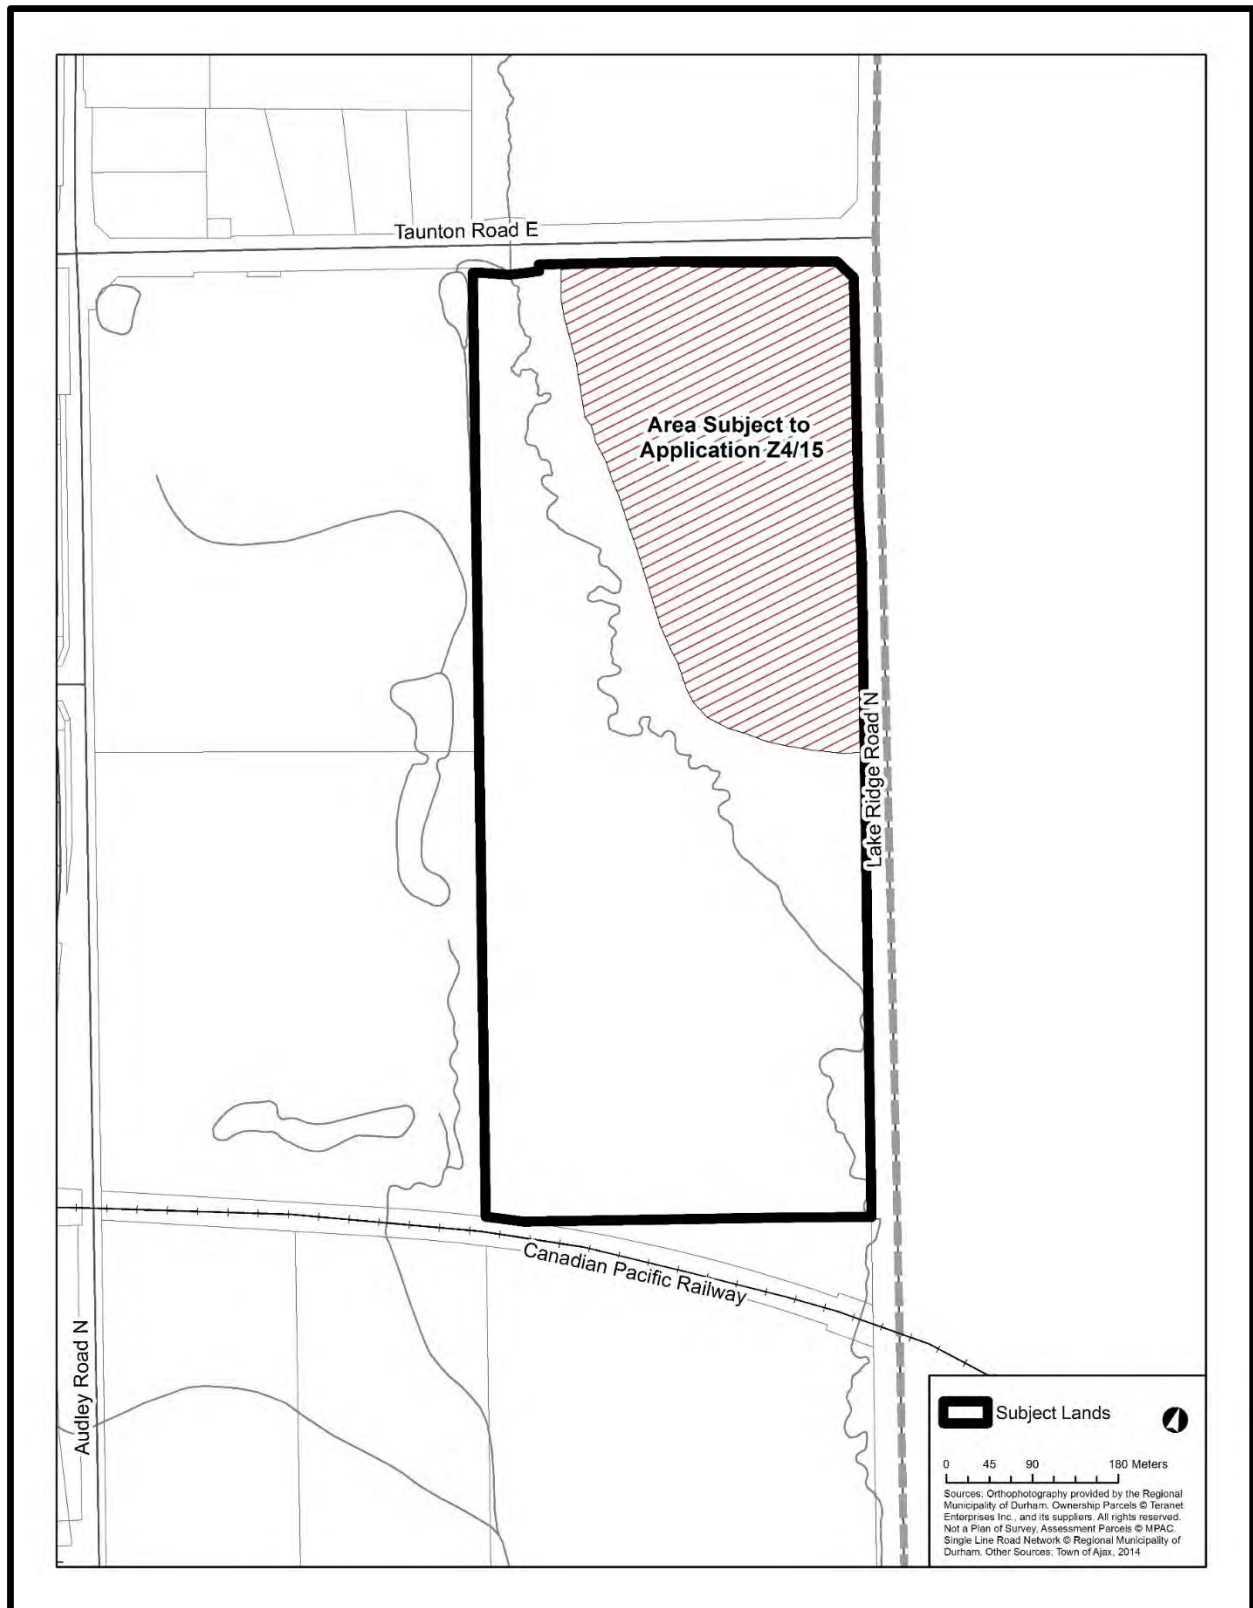 Taunton Road E
Area Subject to
Application Z4/15
Lake Ridge Road N
Canadian Pacific Railway
Audley Road N
Subject Lands
0 45 90 180 Meters
Sources: Orthophotography provided by the Regional
Municipality of Durham. Ownership Parcels © Teranet
Enterprises Inc., and its suppliers. All rights reserved.
Not a Plan of Survey. Assessment Parcels © MPAC.
Single Line Road Network © Regional Municipality of
Durham. Other Sources: Town of Ajax, 2014